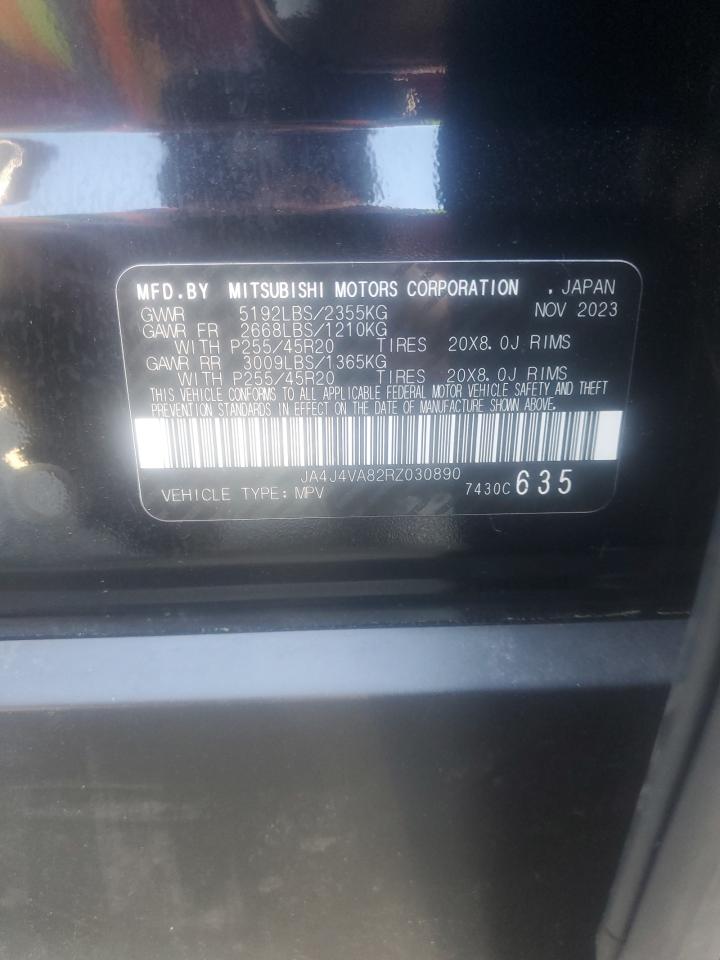 MFD.BY MITSUBISHI MOTORS CORPORATION . JAPAN
GVWR 5192LBS/2355KG NOV 2023
GAWR FR 2668LBS/1210KG
WITH P255/45R20 TIRES 20X8.0J RIMS
GAWR RR 3009LBS/1365KG
WITH P255/45R20 TIRES 20X8.0J RIMS
THIS VEHICLE CONFORMS TO ALL APPLICABLE FEDERAL MOTOR VEHICLE SAFETY AND THEFT
PREVENTION STANDARDS IN EFFECT ON THE DATE OF MANUFACTURE SHOWN ABOVE.
JA4J4VA82RZ030890
VEHICLE TYPE: MPV 7430C 635